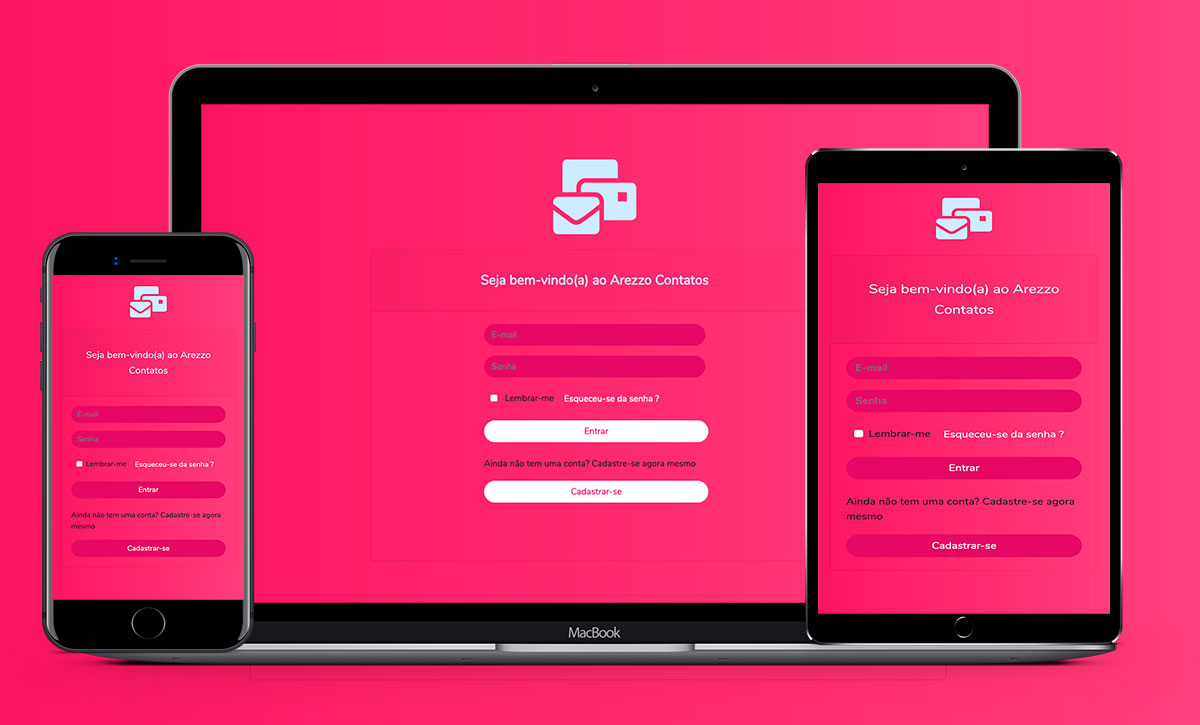 Seja bem-vindo(a) ao Arezzo
Contatos
E-mail
Senha
Lembrar-me Esqueceu-se da senha ?
Entrar
Ainda não tem uma conta? Cadastre-se agora
mesmo
Cadastrar-se
Seja bem-vindo(a) ao Arezzo Contatos
E-mail
Senha
Lembrar-me Esqueceu-se da senha ?
Entrar
Ainda não tem uma conta? Cadastre-se agora mesmo
Cadastrar-se
MacBook
Seja bem-vindo(a) ao Arezzo
Contatos
E-mail
Senha
Lembrar-me Esqueceu-se da senha ?
Entrar
Ainda não tem uma conta? Cadastre-se agora
mesmo
Cadastrar-se